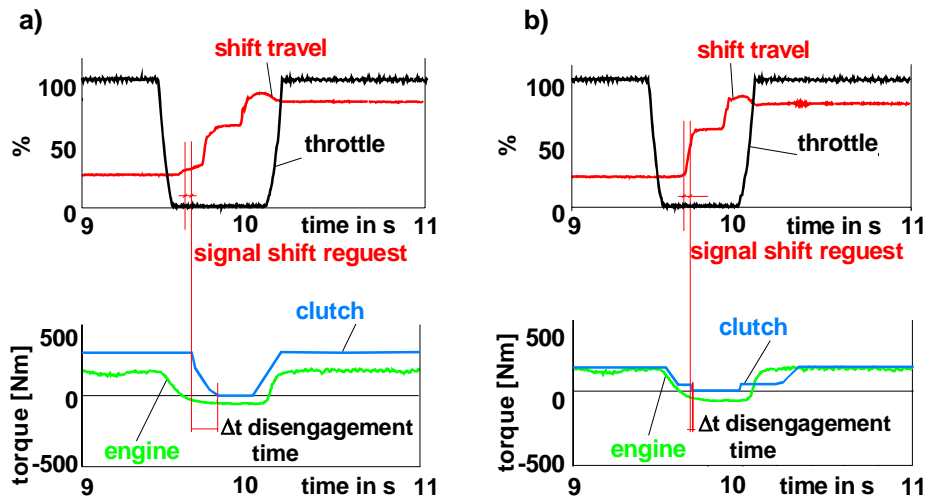 a)
shift travel
100
%
50
throttle
0
9
10
time in s
11
signal shift reguest
500
clutch
torque [Nm]
0
Δt disengagement
time
engine
-500
9
10
time in s
11
b)
shift travel
100
%
50
throttle
0
9
10
time in s
11
signal shift reguest
500
clutch
torque [Nm]
0
Δt disengagement
time
engine
-500
9
10
time in s
11